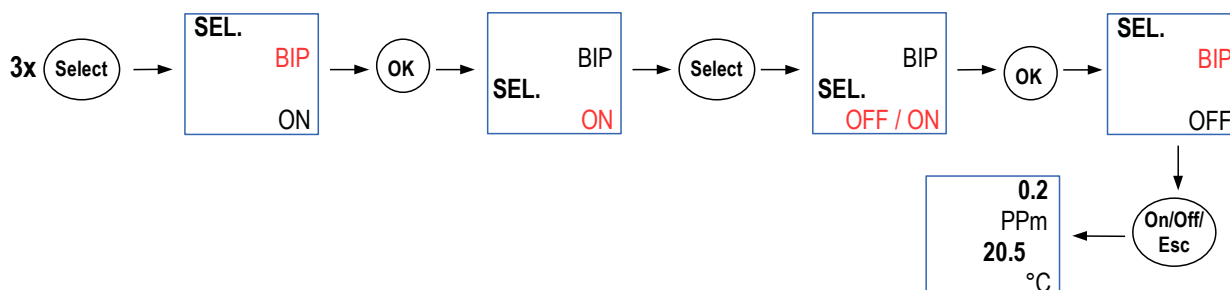 3x
Select
SEL.
BIP
ON
OK
BIP
SEL.
ON
Select
BIP
SEL.
OFF / ON
OK
SEL.
BIP
OFF
On/Off/
Esc
0.2
PPm
20.5
°C